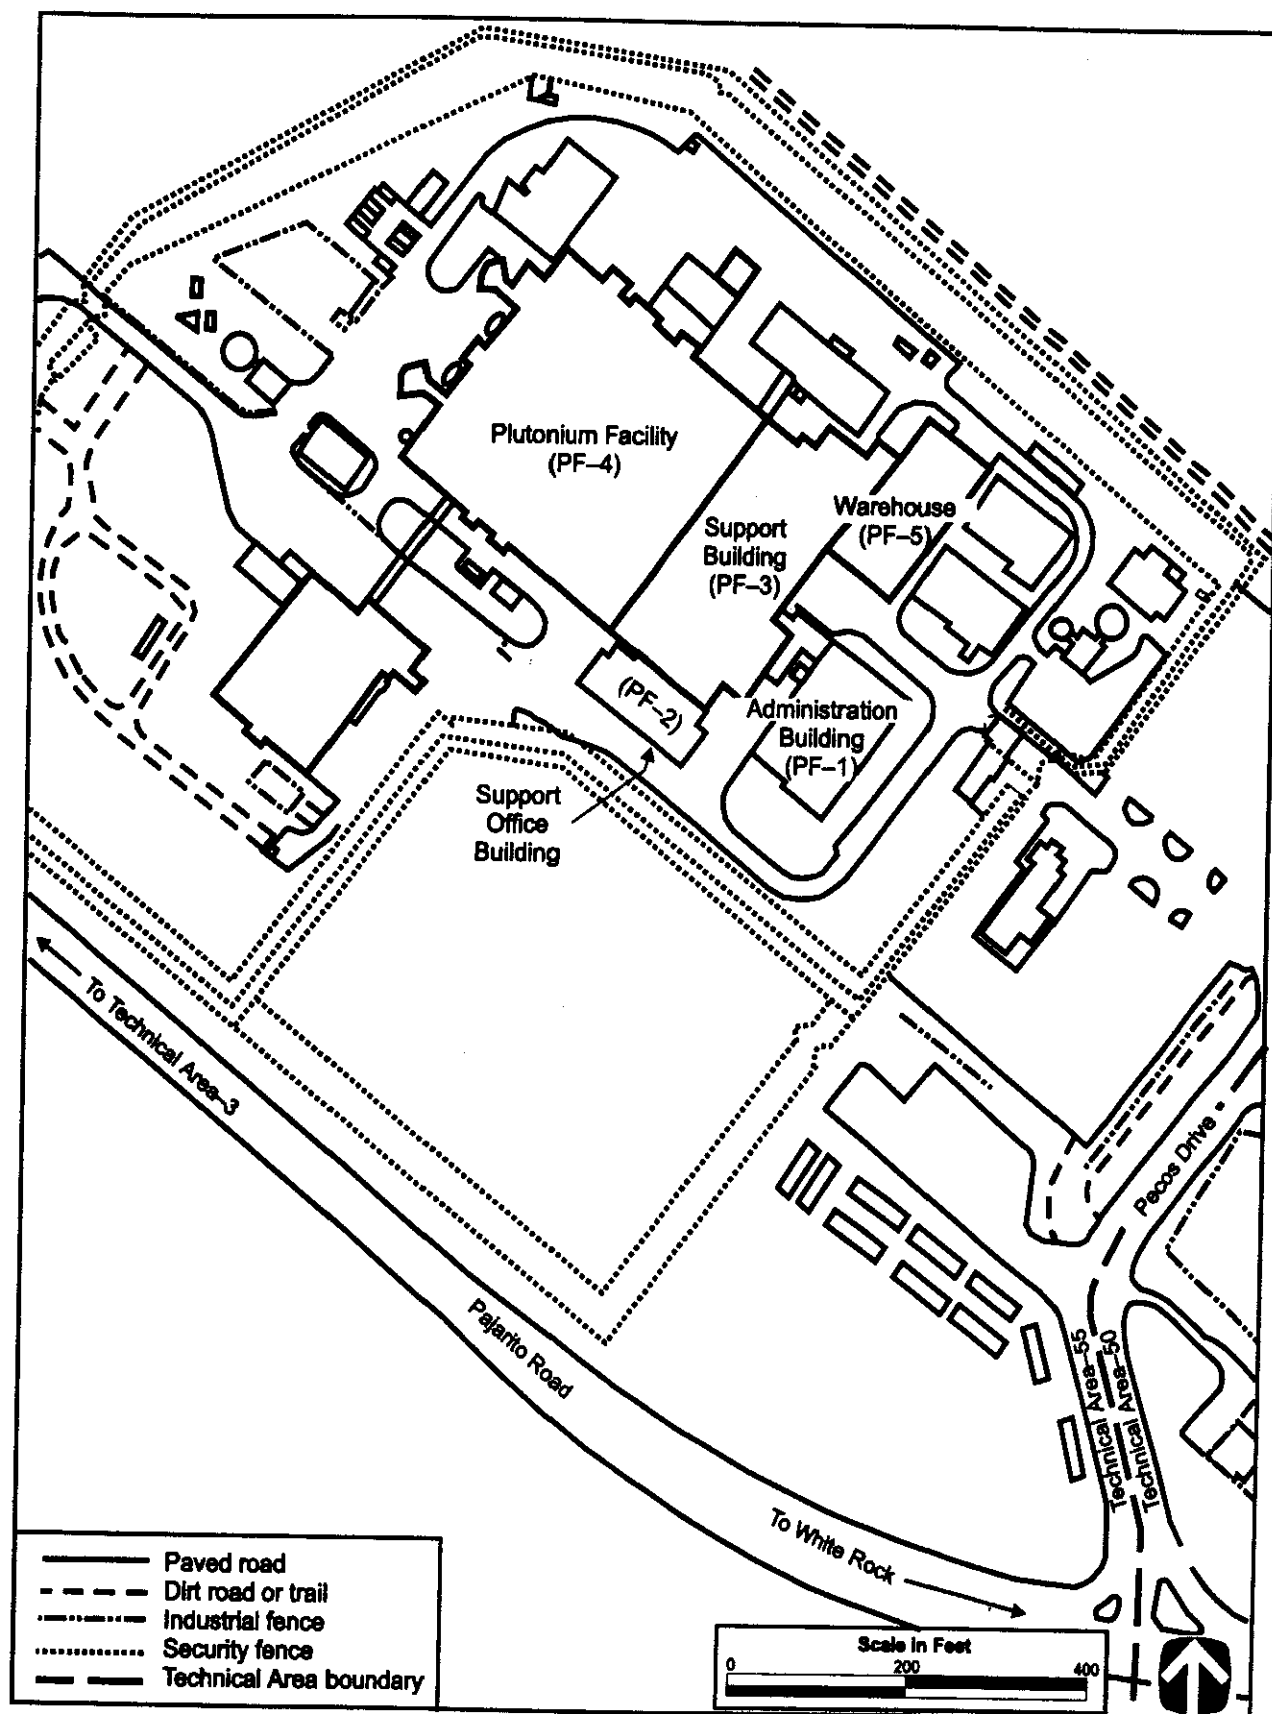 Plutonium Facility
(PF–4)
Warehouse
(PF–5)
Support
Building
(PF–3)
(PF–2)
Administration
Building
(PF–1)
Support
Office
Building
To Technical Area–3
Pecos Drive
Pajarito Road
Technical Area–55
Technical Area–50
To White Rock
Paved road
Dirt road or trail
Industrial fence
Security fence
Technical Area boundary
Scale in Feet
0 200 400